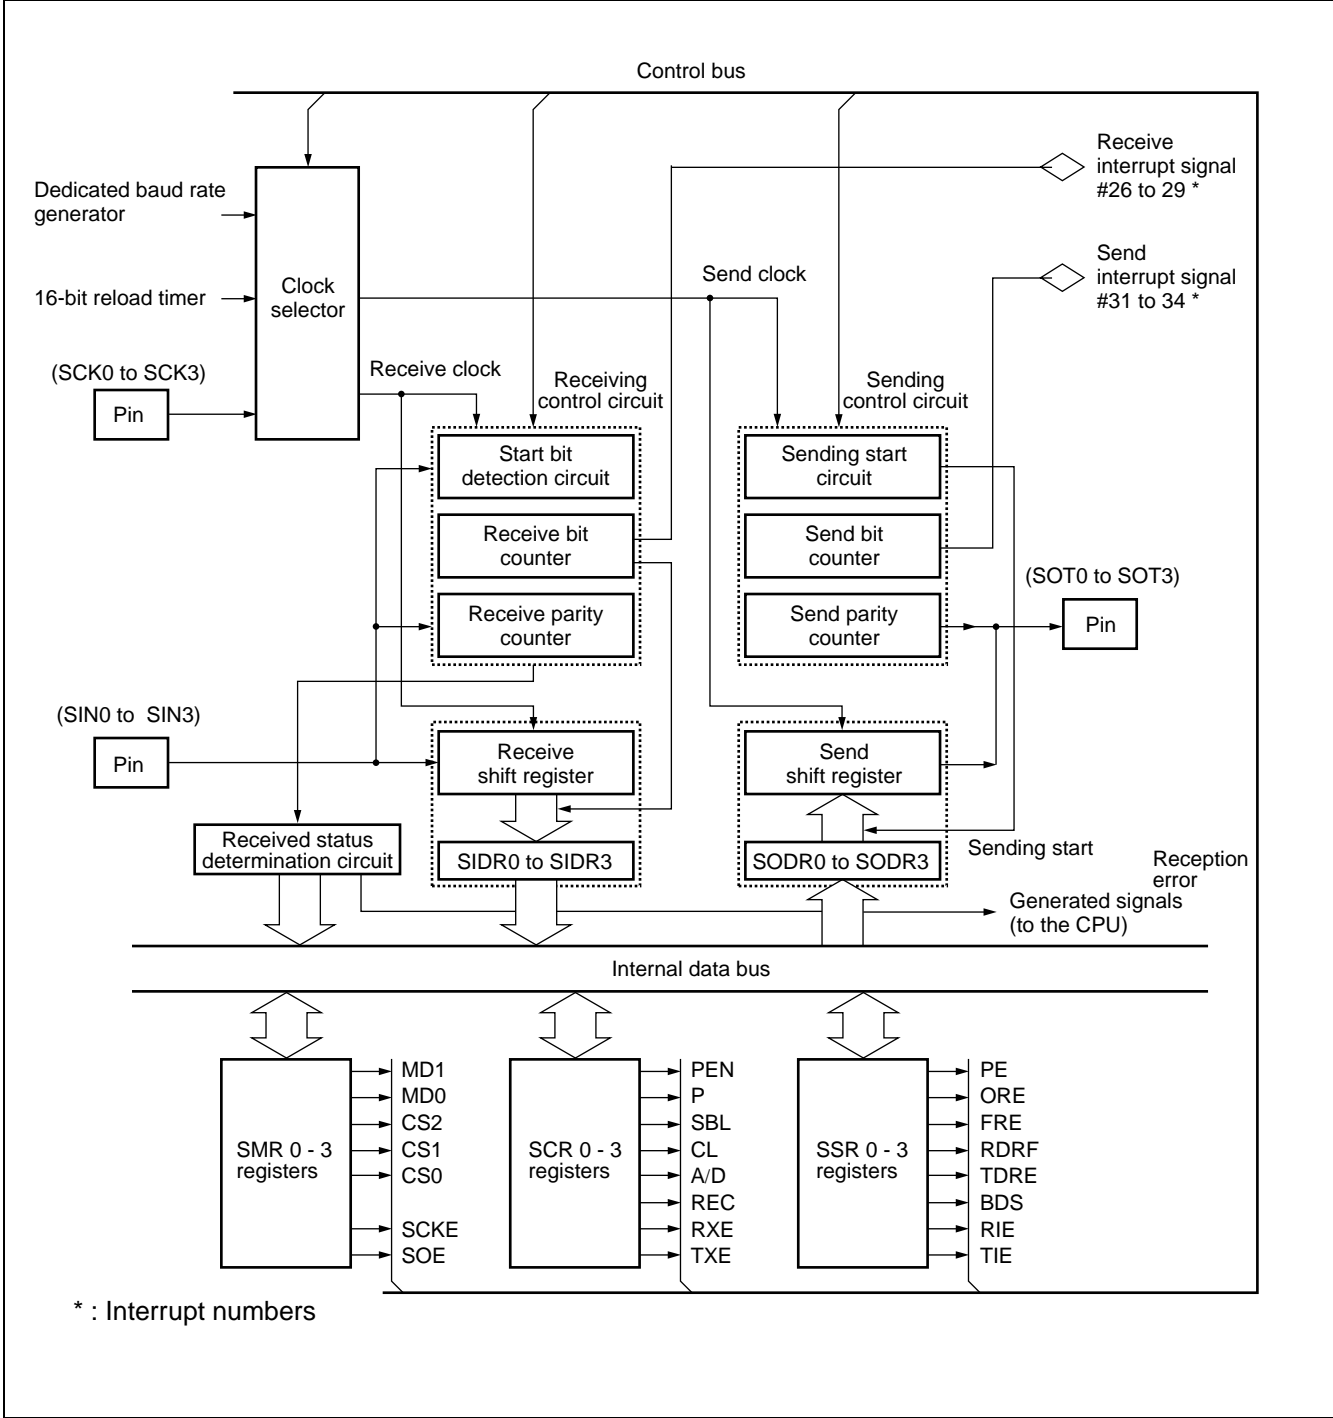 Control bus
Receive
interrupt signal
#26 to 29 *
Dedicated baud rate
generator
Send
interrupt signal
#31 to 34 *
Send clock
Clock
selector
16-bit reload timer
(SCK0 to SCK3)
Pin
Receive clock
Receiving
control circuit
Sending
control circuit
Start bit
detection circuit
Sending start
circuit
Receive bit
counter
Send bit
counter
(SOT0 to SOT3)
Pin
Receive parity
counter
Send parity
counter
(SIN0 to  SIN3)
Pin
Receive
shift register
Send
shift register
Received status
determination circuit
SIDR0 to SIDR3
SODR0 to SODR3
Sending start
Reception
error
Generated signals
(to the CPU)
Internal data bus
SMR 0 - 3
registers
MD1
MD0
CS2
CS1
CS0
SCKE
SOE
SCR 0 - 3
registers
PEN
P
SBL
CL
A/D
REC
RXE
TXE
SSR 0 - 3
registers
PE
ORE
FRE
RDRF
TDRE
BDS
RIE
TIE
* : Interrupt numbers